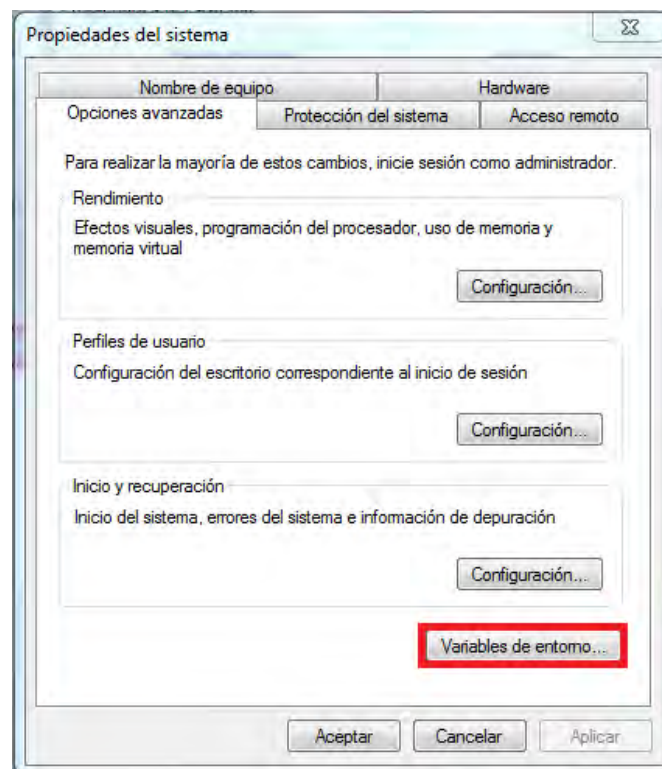 Propiedades del sistema
Nombre de equipo
Hardware
Opciones avanzadas
Protección del sistema
Acceso remoto
Para realizar la mayoría de estos cambios, inicie sesión como administrador.
Rendimiento
Efectos visuales, programación del procesador, uso de memoria y
memoria virtual
Configuración...
Perfiles de usuario
Configuración del escritorio correspondiente al inicio de sesión
Configuración...
Inicio y recuperación
Inicio del sistema, errores del sistema e información de depuración
Configuración...
Variables de entorno...
Aceptar
Cancelar
Aplicar